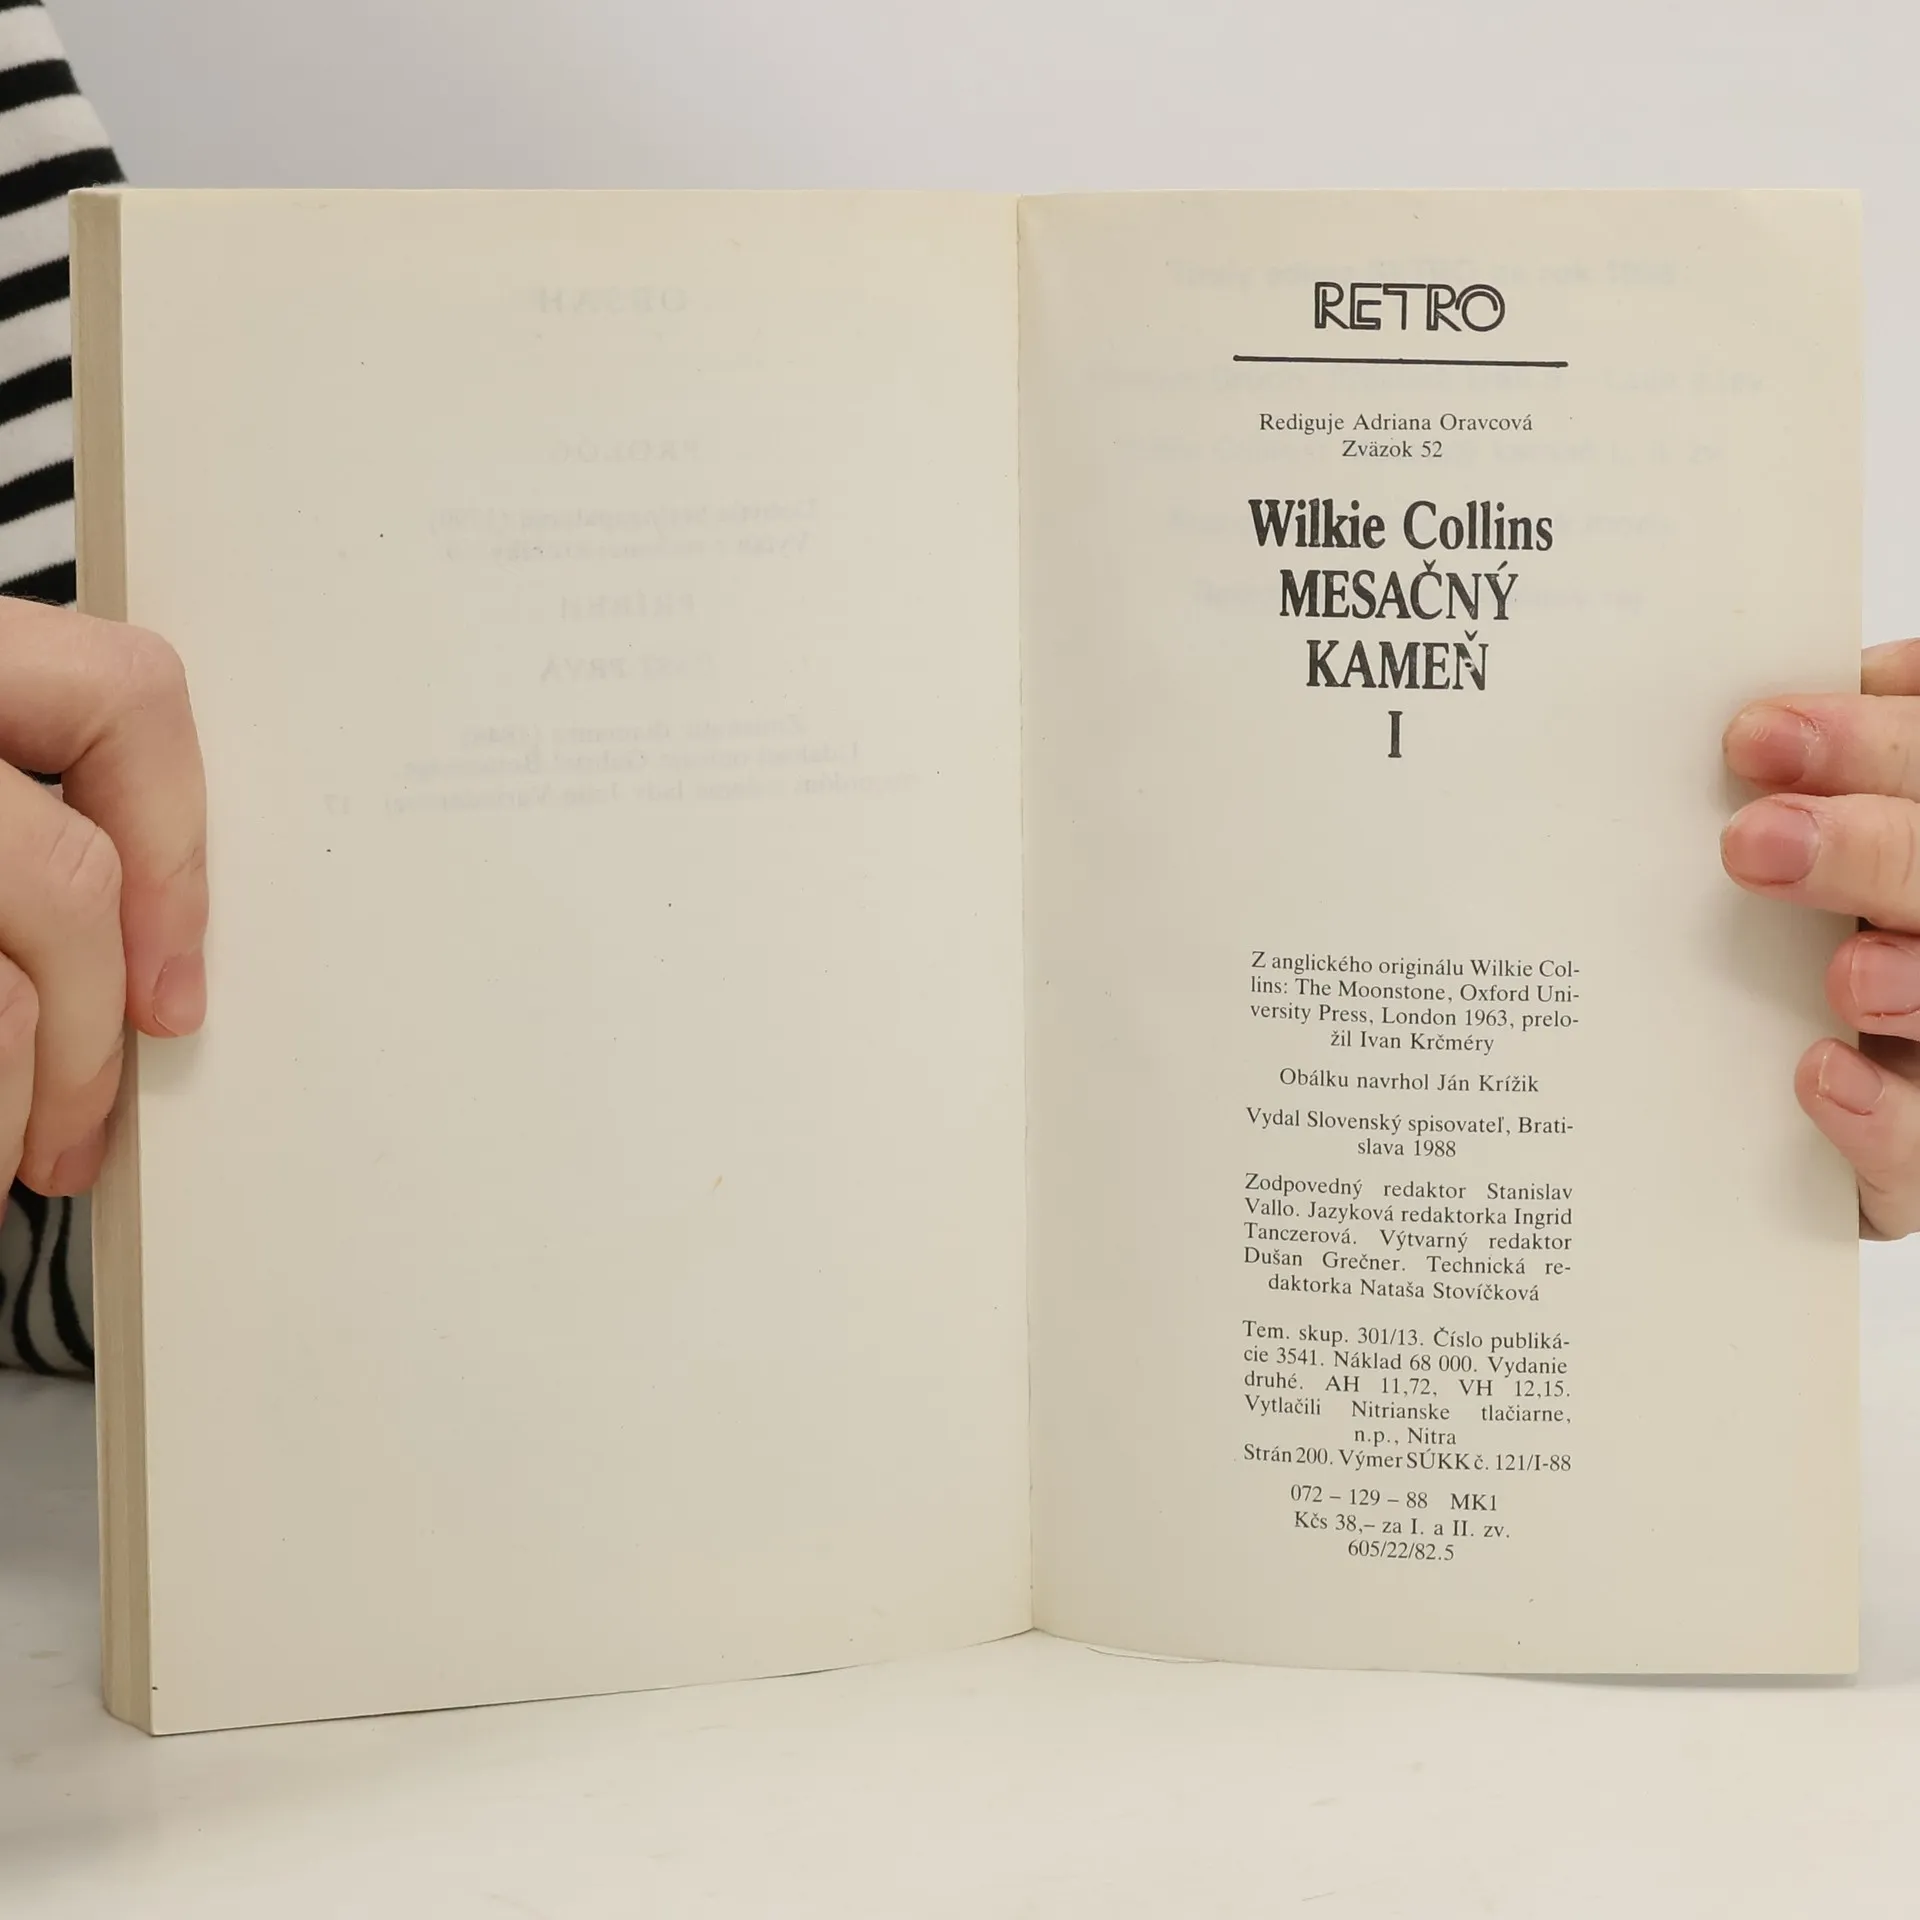 RETRO
Rediguje Adriana Oravcová
Zväzok 52
Wilkie Collins
MESAČNÝ
KAMEŇ
I
Z anglického originálu Wilkie Col-
lins: The Moonstone, Oxford Uni-
versity Press, London 1963, prelo-
žil Ivan Krčméry
Obálku navrhol Ján Krížik
Vydal Slovenský spisovateľ, Brati-
slava 1988
Zodpovedný redaktor Stanislav
Vallo. Jazyková redaktorka Ingrid
Tanczerová. Výtvarný redaktor
Dušan Grečner. Technická re-
daktorka Nataša Stovíčková
Tem. skup. 301/13. Číslo publiká-
cie 3541. Náklad 68 000. Vydanie
druhé. AH 11,72, VH 12,15.
Vytlačili Nitrianske tlačiarne,
n.p., Nitra
Strán 200. Výmer SÚKK č. 121/I-88
072 – 129 – 88 MK1
Kčs 38,– za I. a II. zv.
605/22/82.5